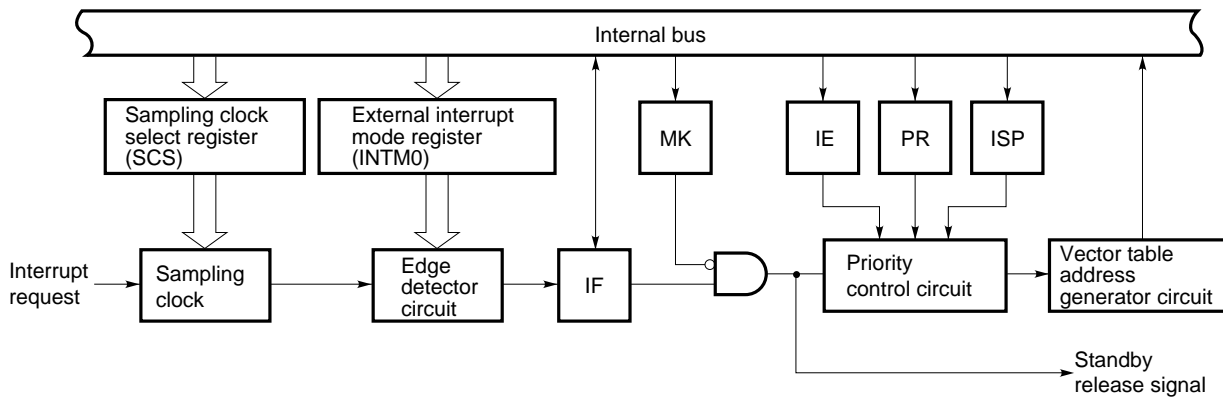 Internal bus
Sampling clock
select register
(SCS)
External interrupt
mode register
(INTM0)
MK
IE
PR
ISP
Interrupt
request
Sampling
clock
Edge
detector
circuit
IF
Priority
control circuit
Vector table
address
generator circuit
Standby
release signal